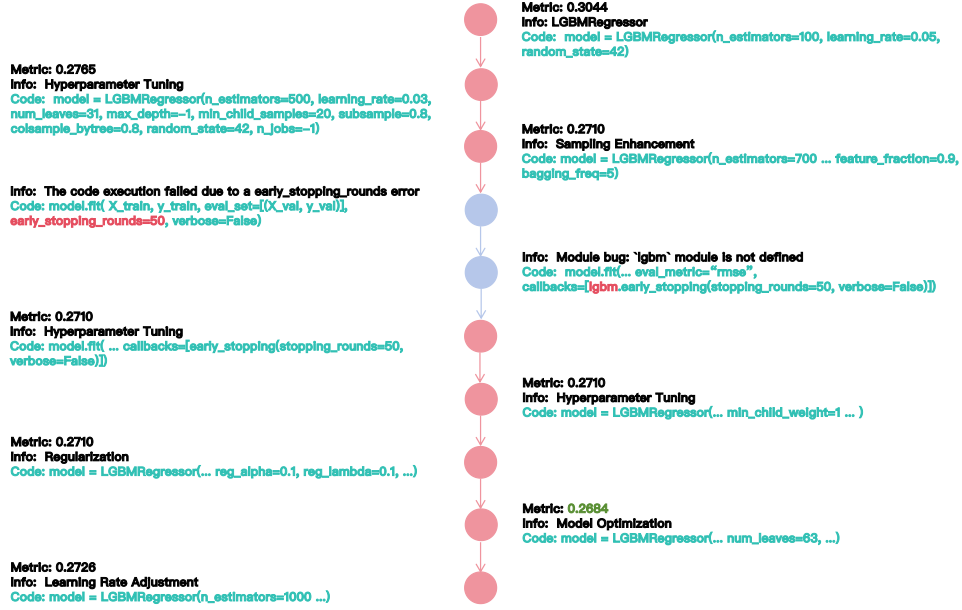 Metric: 0.3044
Info: LGBMRegressor
Code:  model = LGBMRegressor(n_estimators=100, learning_rate=0.05,
random_state=42)
Metric: 0.2765
Info:  Hyperparameter Tuning
Code:  model = LGBMRegressor(n_estimators=500, learning_rate=0.03,
num_leaves=31, max_depth=-1, min_child_samples=20, subsample=0.8,
colsample_bytree=0.8, random_state=42, n_jobs=-1)
Metric: 0.2710
Info:  Sampling Enhancement
Code: model = LGBMRegressor(n_estimators=700 ... feature_fraction=0.9,
bagging_freq=5)
Info:  The code execution failed due to a early_stopping_rounds error
Code: model.fit( X_train, y_train, eval_set=[(X_val, y_val)],
early_stopping_rounds=50, verbose=False)
Info:  Module bug: `lgbm` module is not defined
Code:  model.fit(... eval_metric=“rmse”,
callbacks=[lgbm.early_stopping(stopping_rounds=50, verbose=False)])
Metric: 0.2710
Info:  Hyperparameter Tuning
Code: model.fit( ... callbacks=[early_stopping(stopping_rounds=50,
verbose=False)])
Metric: 0.2710
Info:  Hyperparameter Tuning
Code: model = LGBMRegressor(... min_child_weight=1 ... )
Metric: 0.2710
Info:  Regularization
Code: model = LGBMRegressor(... reg_alpha=0.1, reg_lambda=0.1, ...)
Metric: 0.2684
Info:  Model Optimization
Code: model = LGBMRegressor(... num_leaves=63, ...)
Metric: 0.2726
Info:  Learning Rate Adjustment
Code: model = LGBMRegressor(n_estimators=1000 ...)